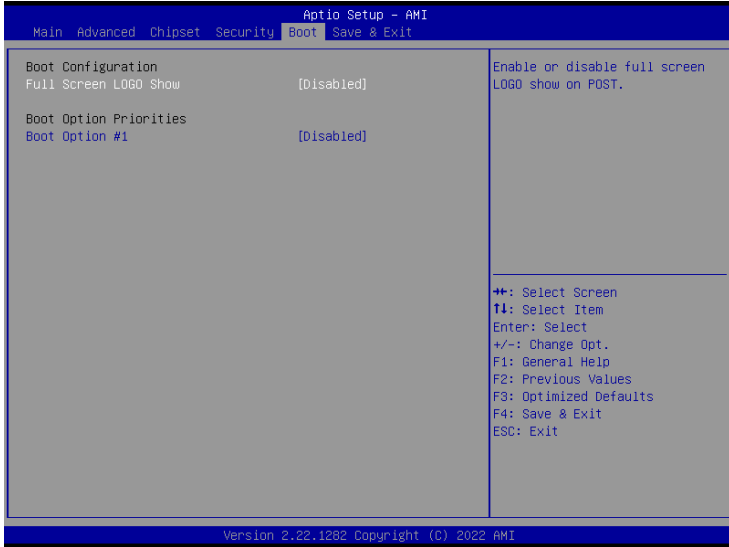 Aptio Setup – AMI
Main Advanced Chipset Security Boot Save & Exit
Boot Configuration
Full Screen LOGO Show [Disabled]
Boot Option Priorities
Boot Option #1 [Disabled]
Enable or disable full screen
LOGO show on POST.
→←: Select Screen
↑↓: Select Item
Enter: Select
+/-: Change Opt.
F1: General Help
F2: Previous Values
F3: Optimized Defaults
F4: Save & Exit
ESC: Exit
Version 2.22.1282 Copyright (C) 2022 AMI